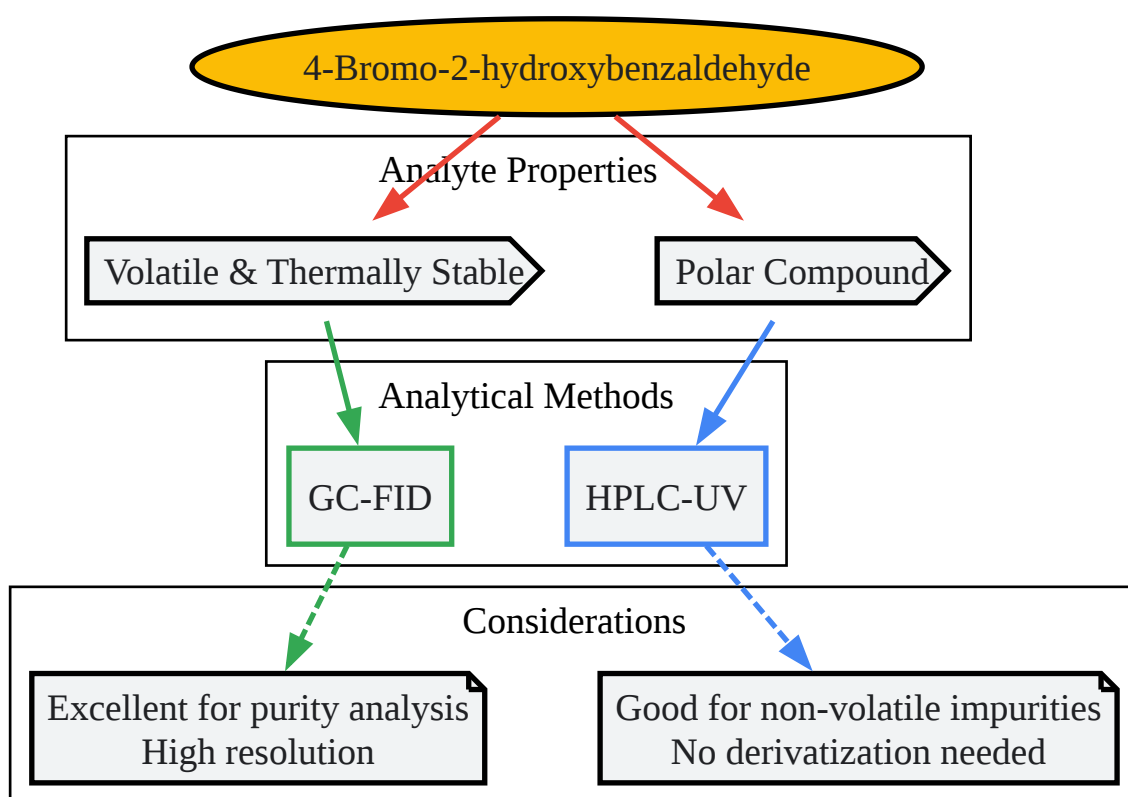 4-Bromo-2-hydroxybenzaldehyde
Analyte Properties
Volatile & Thermally Stable
Polar Compound
Analytical Methods
GC-FID
HPLC-UV
Considerations
Excellent for purity analysis
High resolution
Good for non-volatile impurities
No derivatization needed